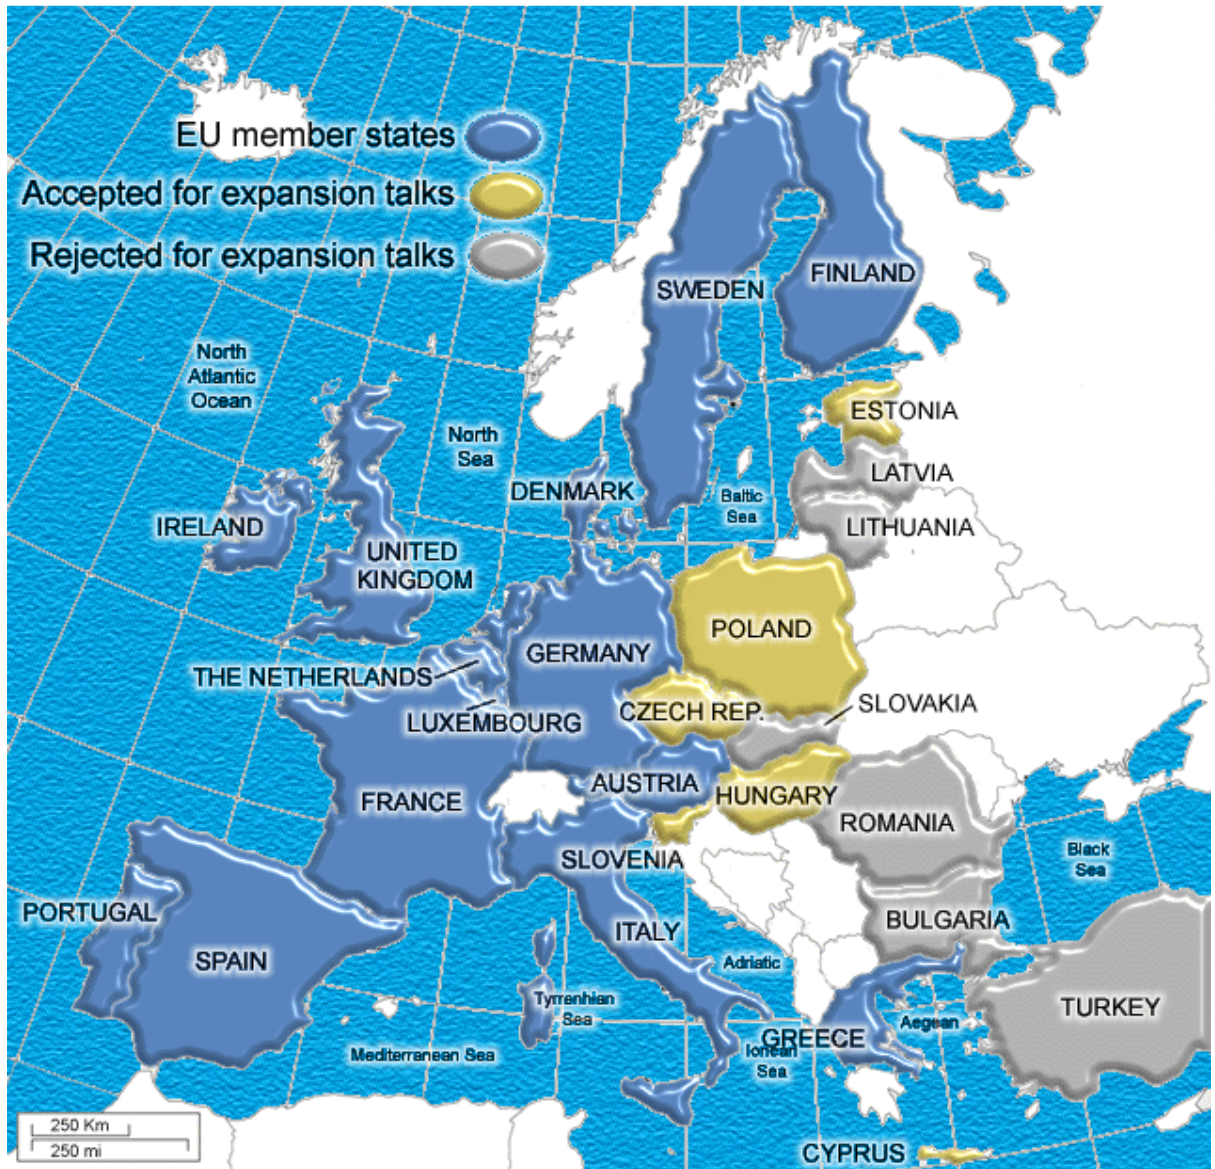 EU member states
Accepted for expansion talks
Rejected for expansion talks
SWEDEN
FINLAND
North
Atlantic
Ocean
ESTONIA
North
Sea
LATVIA
DENMARK
Baltic
Sea
IRELAND
LITHUANIA
UNITED
KINGDOM
POLAND
GERMANY
THE NETHERLANDS
SLOVAKIA
CZECH REP.
LUXEMBOURG
AUSTRIA
HUNGARY
FRANCE
ROMANIA
SLOVENIA
Black
Sea
PORTUGAL
BULGARIA
ITALY
SPAIN
Adriatic
Tyrrenhian
Sea
TURKEY
Aegean
GREECE
Mediterranean Sea
Ionean
Sea
250 Km
250 mi
CYPRUS